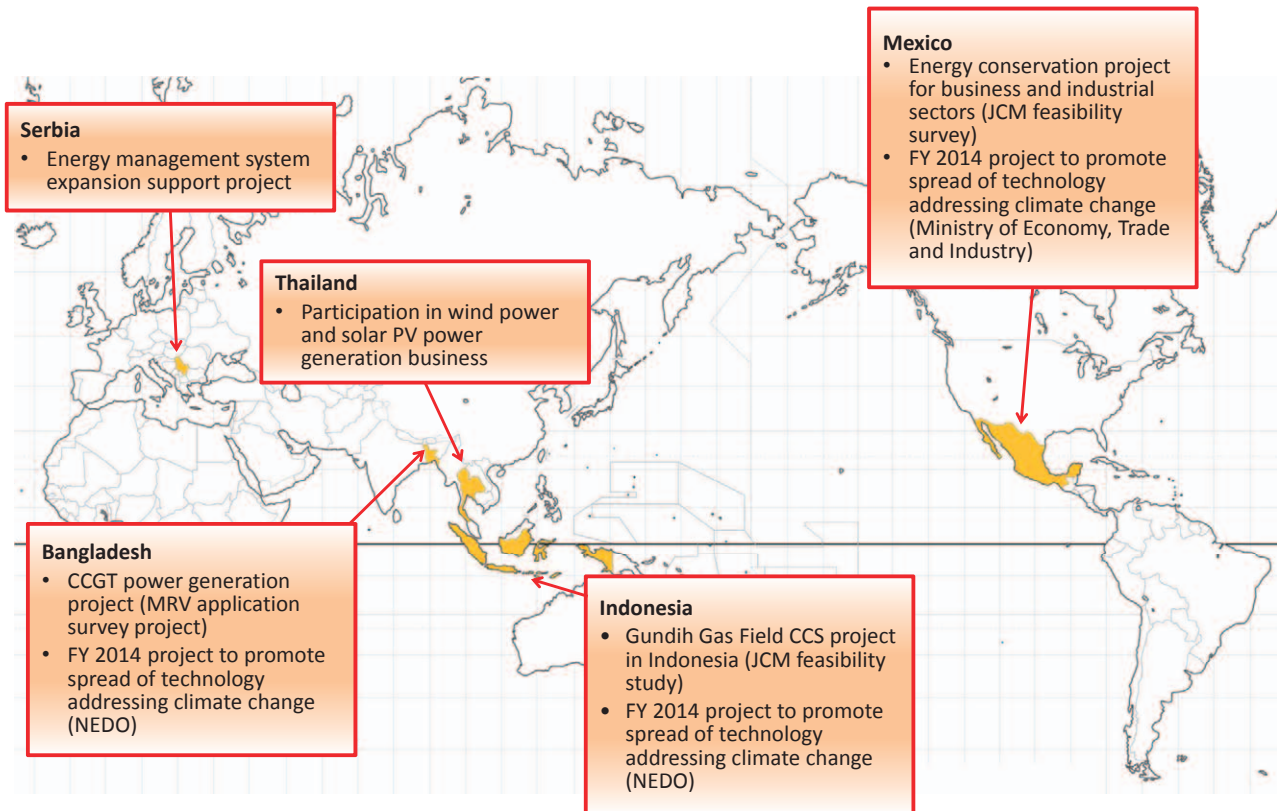 Mexico
• Energy conservation project
for business and industrial
sectors (JCM feasibility
survey)
• FY 2014 project to promote
spread of technology
addressing climate change
(Ministry of Economy, Trade
and Industry)
Serbia
• Energy management system
expansion support project
Thailand
• Participation in wind power
and solar PV power
generation business
Bangladesh
• CCGT power generation
project (MRV application
survey project)
• FY 2014 project to promote
spread of technology
addressing climate change
(NEDO)
Indonesia
• Gundih Gas Field CCS project
in Indonesia (JCM feasibility
study)
• FY 2014 project to promote
spread of technology
addressing climate change
(NEDO)